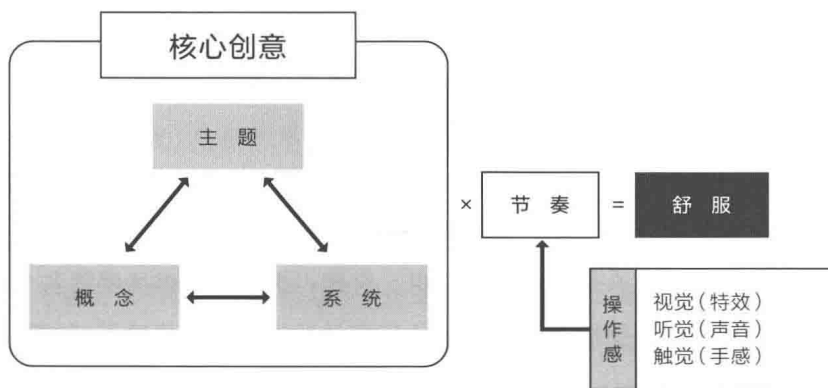 核心创意
主 题
概 念
系 统
×
节 奏
=
舒 服
操作感
视觉（特效）
听觉（声音）
触觉（手感）